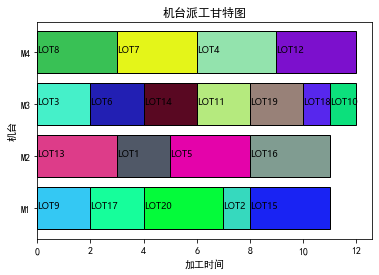 机台派工甘特图
机台
M4
LOT8 LOT7 LOT4 LOT12
M3
LOT3 LOT6 LOT14 LOT11 LOT19 LOT18 LOT10
M2
LOT13 LOT1 LOT5 LOT16
M1
LOT9 LOT17 LOT20 LOT2 LOT15
0 2 4 6 8 10 12
加工时间